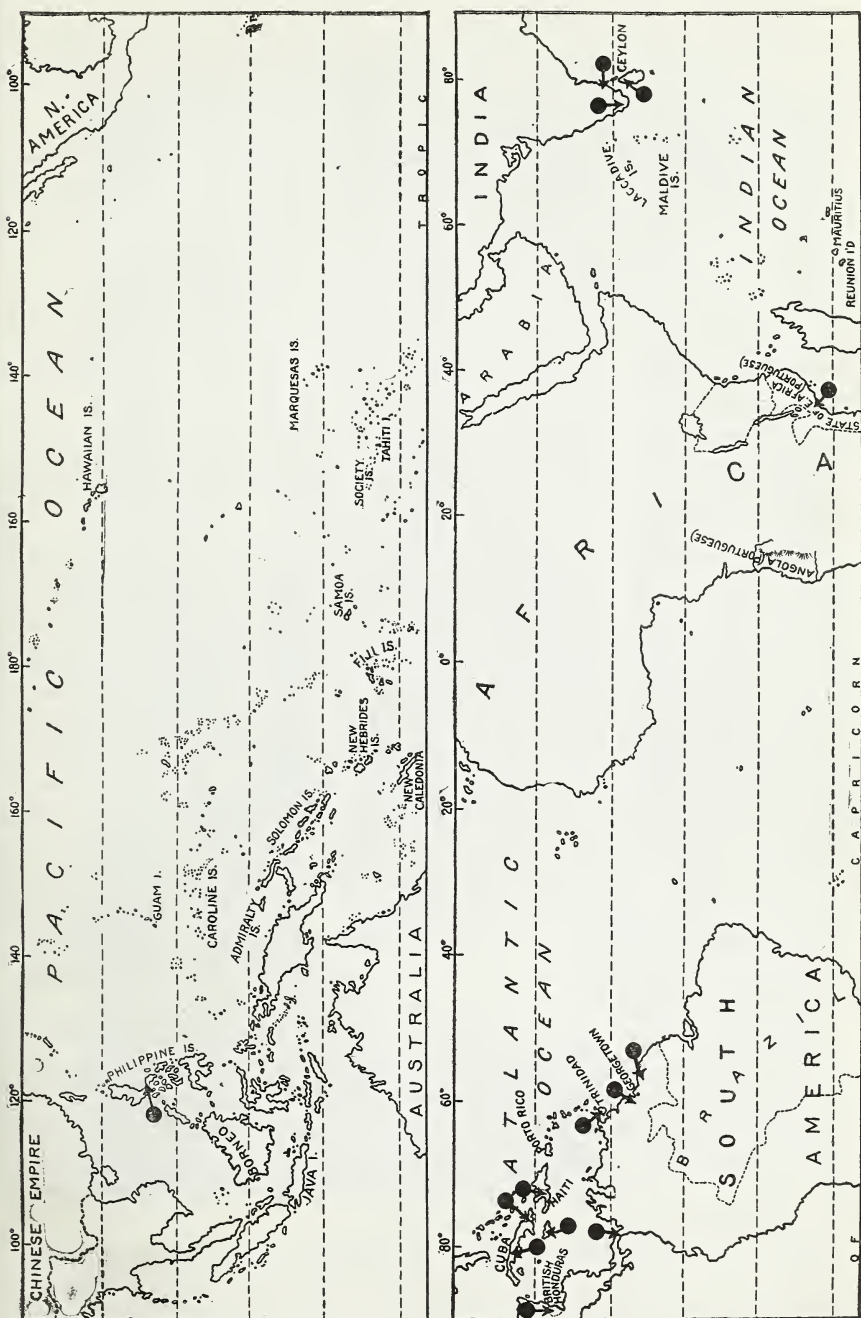 100°
120°
140°
160°
180°
160°
140°
120°
100°
CHINESE EMPIRE
PACIFIC OCEAN
N.
AMERICA
HAWAIIAN IS.
PHILIPPINE IS.
GUAM I.
CAROLINE IS.
BORNEO
ADMIRALTY
IS.
SOLOMON IS.
MARQUESAS IS.
JAVA I.
SAMOA
IS.
SOCIETY
IS.
TAHITI I.
FIJI IS.
NEW
HEBRIDES
IS.
NEW
CALEDONIA
AUSTRALIA
TROPIC
80°
60°
40°
20°
0°
20°
40°
60°
80°
ATLANTIC
OCEAN
CUBA
HAITI
PORTO RICO
BRITISH
HONDURAS
TRINIDAD
GEORGETOWN
AFRICA
ARABIA
INDIA
CEYLON
LACCADIVE
IS.
MALDIVE
IS.
BRAZIL
SOUTH
AMERICA
ANGOLA (PORTUGUESE)
STATE OF E. AFRICA
(PORTUGUESE)
INDIAN
OCEAN
MAURITIUS
REUNION I'D
OF CAPRICORN